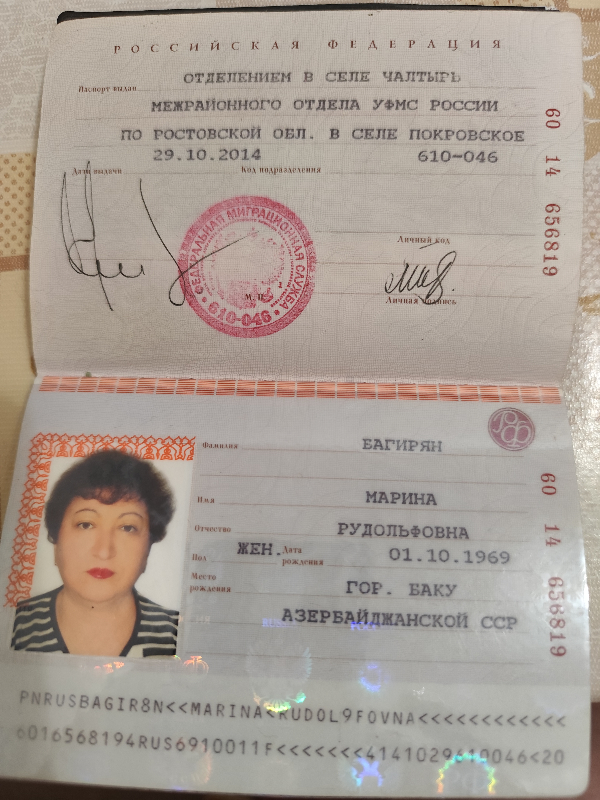 РОССИЙСКАЯ ФЕДЕРАЦИЯ
Паспорт выдан ОТДЕЛЕНИЕМ В СЕЛЕ ЧАЛТЫРЬ
МЕЖРАЙОННОГО ОТДЕЛА УФМС РОССИИ
ПО РОСТОВСКОЙ ОБЛ. В СЕЛЕ ПОКРОВСКОЕ
29.10.2014 610-046
Дата выдачи Код подразделения
60 14 656819
Личный код
ФЕДЕРАЛЬНАЯ МИГРАЦИОННАЯ СЛУЖБА
610-046
М.П.
Личная подпись
РФ
Фамилия БАГИРЯН
Имя МАРИНА
Отчество РУДОЛЬФОВНА
Пол ЖЕН. Дата рождения 01.10.1969
Место рождения ГОР. БАКУ
АЗЕРБАЙДЖАНСКОЙ ССР
60 14 656819
PNRUSBAGIR8N<<MARINA<RUDOL9FOVNA<<<<<<<<<<<<
6016568194RUS6910011F<<<<<<<4141029610046<20